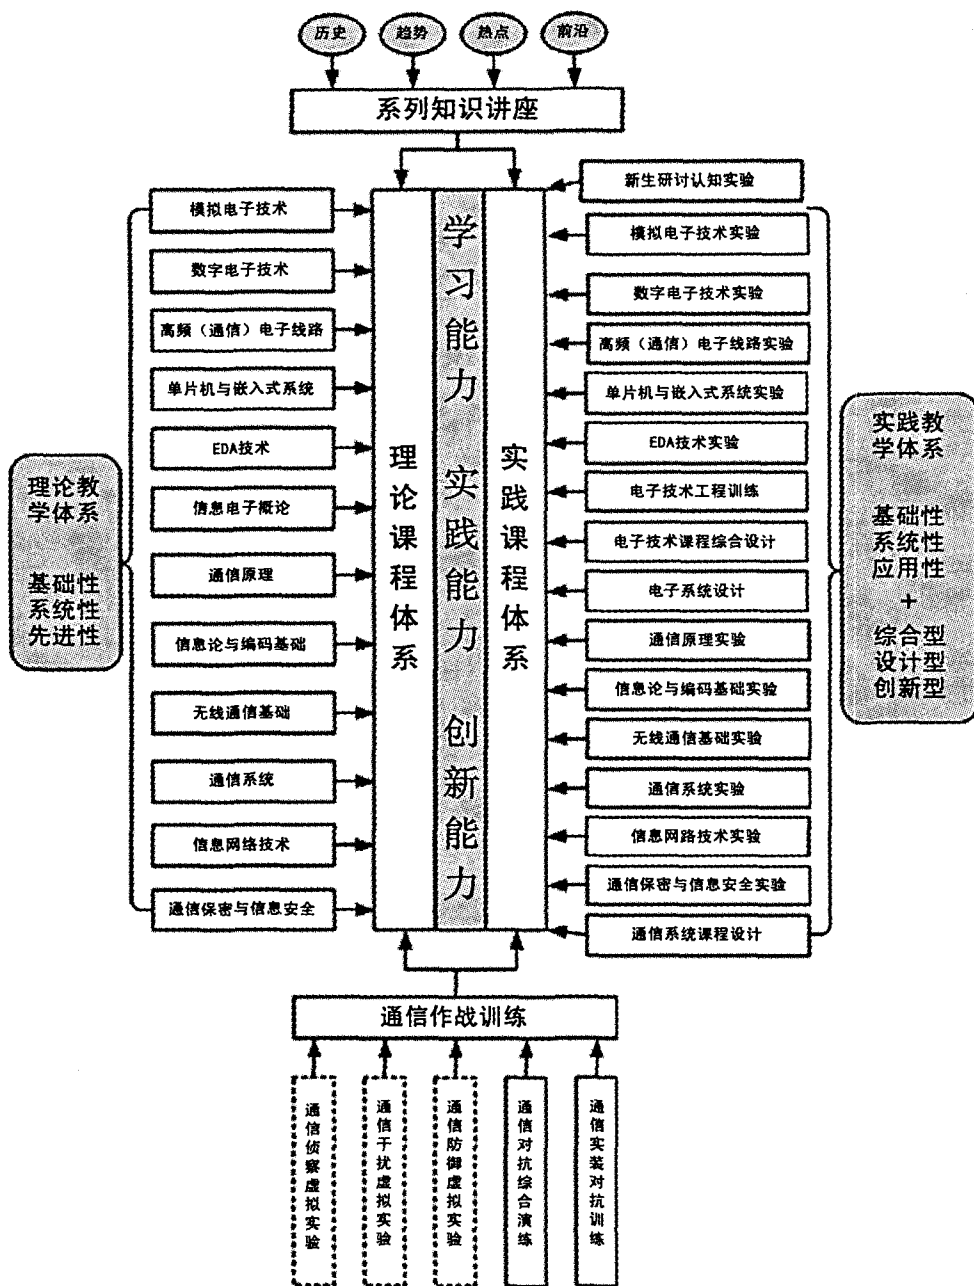 历史
趋势
热点
前沿
系列知识讲座
模拟电子技术
数字电子技术
高频（通信）电子线路
单片机与嵌入式系统
EDA技术
信息电子概论
通信原理
信息论与编码基础
无线通信基础
通信系统
信息网络技术
通信保密与信息安全
理论教
学体系
基础性
系统性
先进性
理论课程体系
学习能力 实践能力 创新能力
实践课程体系
新生研讨认知实验
模拟电子技术实验
数字电子技术实验
高频（通信）电子线路实验
单片机与嵌入式系统实验
EDA技术实验
电子技术工程训练
电子技术课程综合设计
电子系统设计
通信原理实验
信息论与编码基础实验
无线通信基础实验
通信系统实验
信息网路技术实验
通信保密与信息安全实验
通信系统课程设计
实践教
学体系
基础性
系统性
应用性
+
综合型
设计型
创新型
通信作战训练
通信侦察虚拟实验
通信干扰虚拟实验
通信防御虚拟实验
通信对抗综合演练
通信实装对抗训练